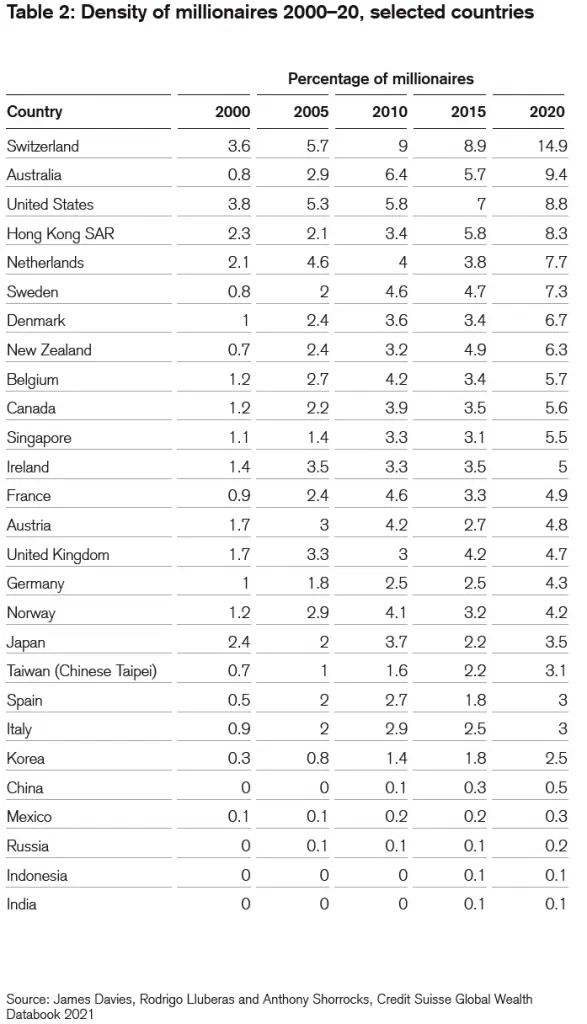 Table 2: Density of millionaires 2000–20, selected countries
Percentage of millionaires
Country 2000 2005 2010 2015 2020
Switzerland 3.6 5.7 9 8.9 14.9
Australia 0.8 2.9 6.4 5.7 9.4
United States 3.8 5.3 5.8 7 8.8
Hong Kong SAR 2.3 2.1 3.4 5.8 8.3
Netherlands 2.1 4.6 4 3.8 7.7
Sweden 0.8 2 4.6 4.7 7.3
Denmark 1 2.4 3.6 3.4 6.7
New Zealand 0.7 2.4 3.2 4.9 6.3
Belgium 1.2 2.7 4.2 3.4 5.7
Canada 1.2 2.2 3.9 3.5 5.6
Singapore 1.1 1.4 3.3 3.1 5.5
Ireland 1.4 3.5 3.3 3.5 5
France 0.9 2.4 4.6 3.3 4.9
Austria 1.7 3 4.2 2.7 4.8
United Kingdom 1.7 3.3 3 4.2 4.7
Germany 1 1.8 2.5 2.5 4.3
Norway 1.2 2.9 4.1 3.2 4.2
Japan 2.4 2 3.7 2.2 3.5
Taiwan (Chinese Taipei) 0.7 1 1.6 2.2 3.1
Spain 0.5 2 2.7 1.8 3
Italy 0.9 2 2.9 2.5 3
Korea 0.3 0.8 1.4 1.8 2.5
China 0 0 0.1 0.3 0.5
Mexico 0.1 0.1 0.2 0.2 0.3
Russia 0 0.1 0.1 0.1 0.2
Indonesia 0 0 0 0.1 0.1
India 0 0 0 0.1 0.1
Source: James Davies, Rodrigo Lluberas and Anthony Shorrocks, Credit Suisse Global Wealth
Databook 2021